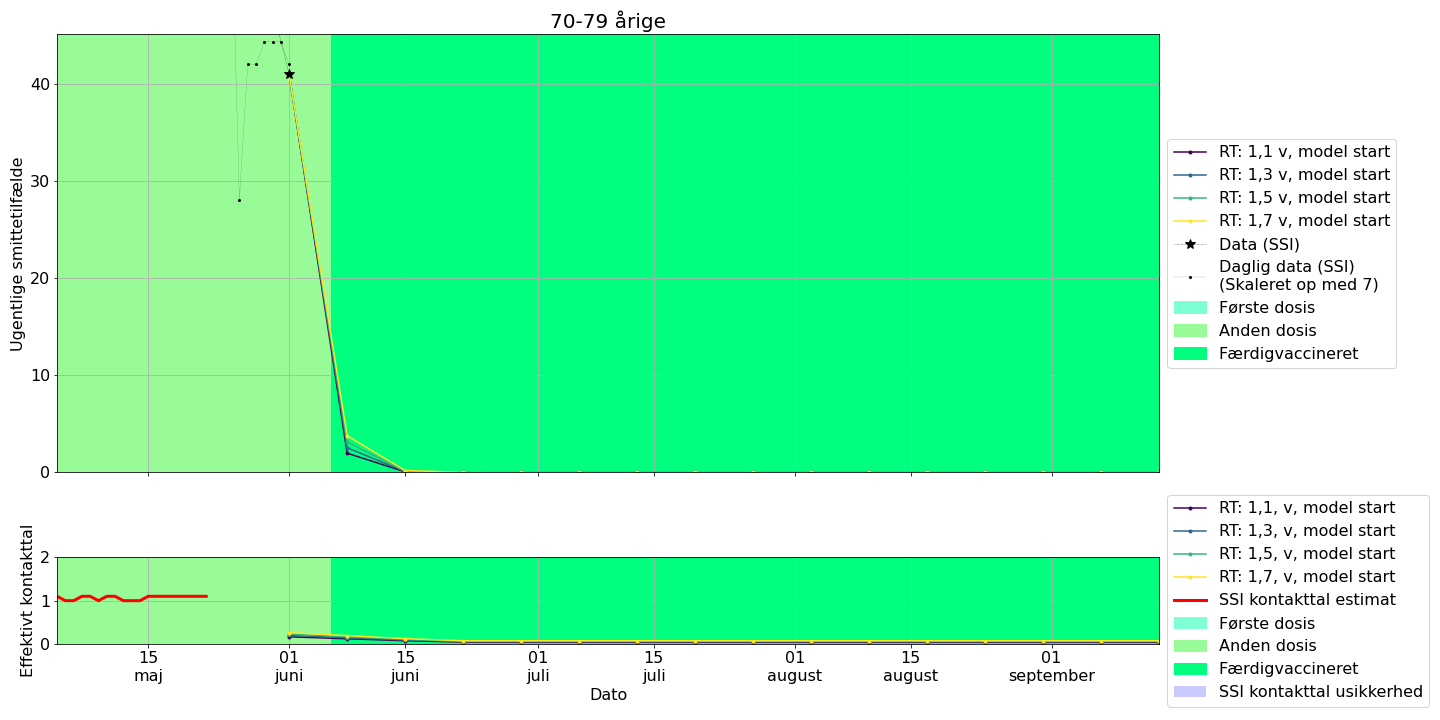 70-79 årige
Ugentlige smittetilfælde
40
30
20
10
0
RT: 1,1 v, model start
RT: 1,3 v, model start
RT: 1,5 v, model start
RT: 1,7 v, model start
Data (SSI)
Daglig data (SSI)
(Skaleret op med 7)
Første dosis
Anden dosis
Færdigvaccineret
Effektivt kontakttal
2
1
0
15
maj
01
juni
15
juni
01
juli
15
juli
01
august
15
august
01
september
Dato
RT: 1,1, v, model start
RT: 1,3, v, model start
RT: 1,5, v, model start
RT: 1,7, v, model start
SSI kontakttal estimat
Første dosis
Anden dosis
Færdigvaccineret
SSI kontakttal usikkerhed